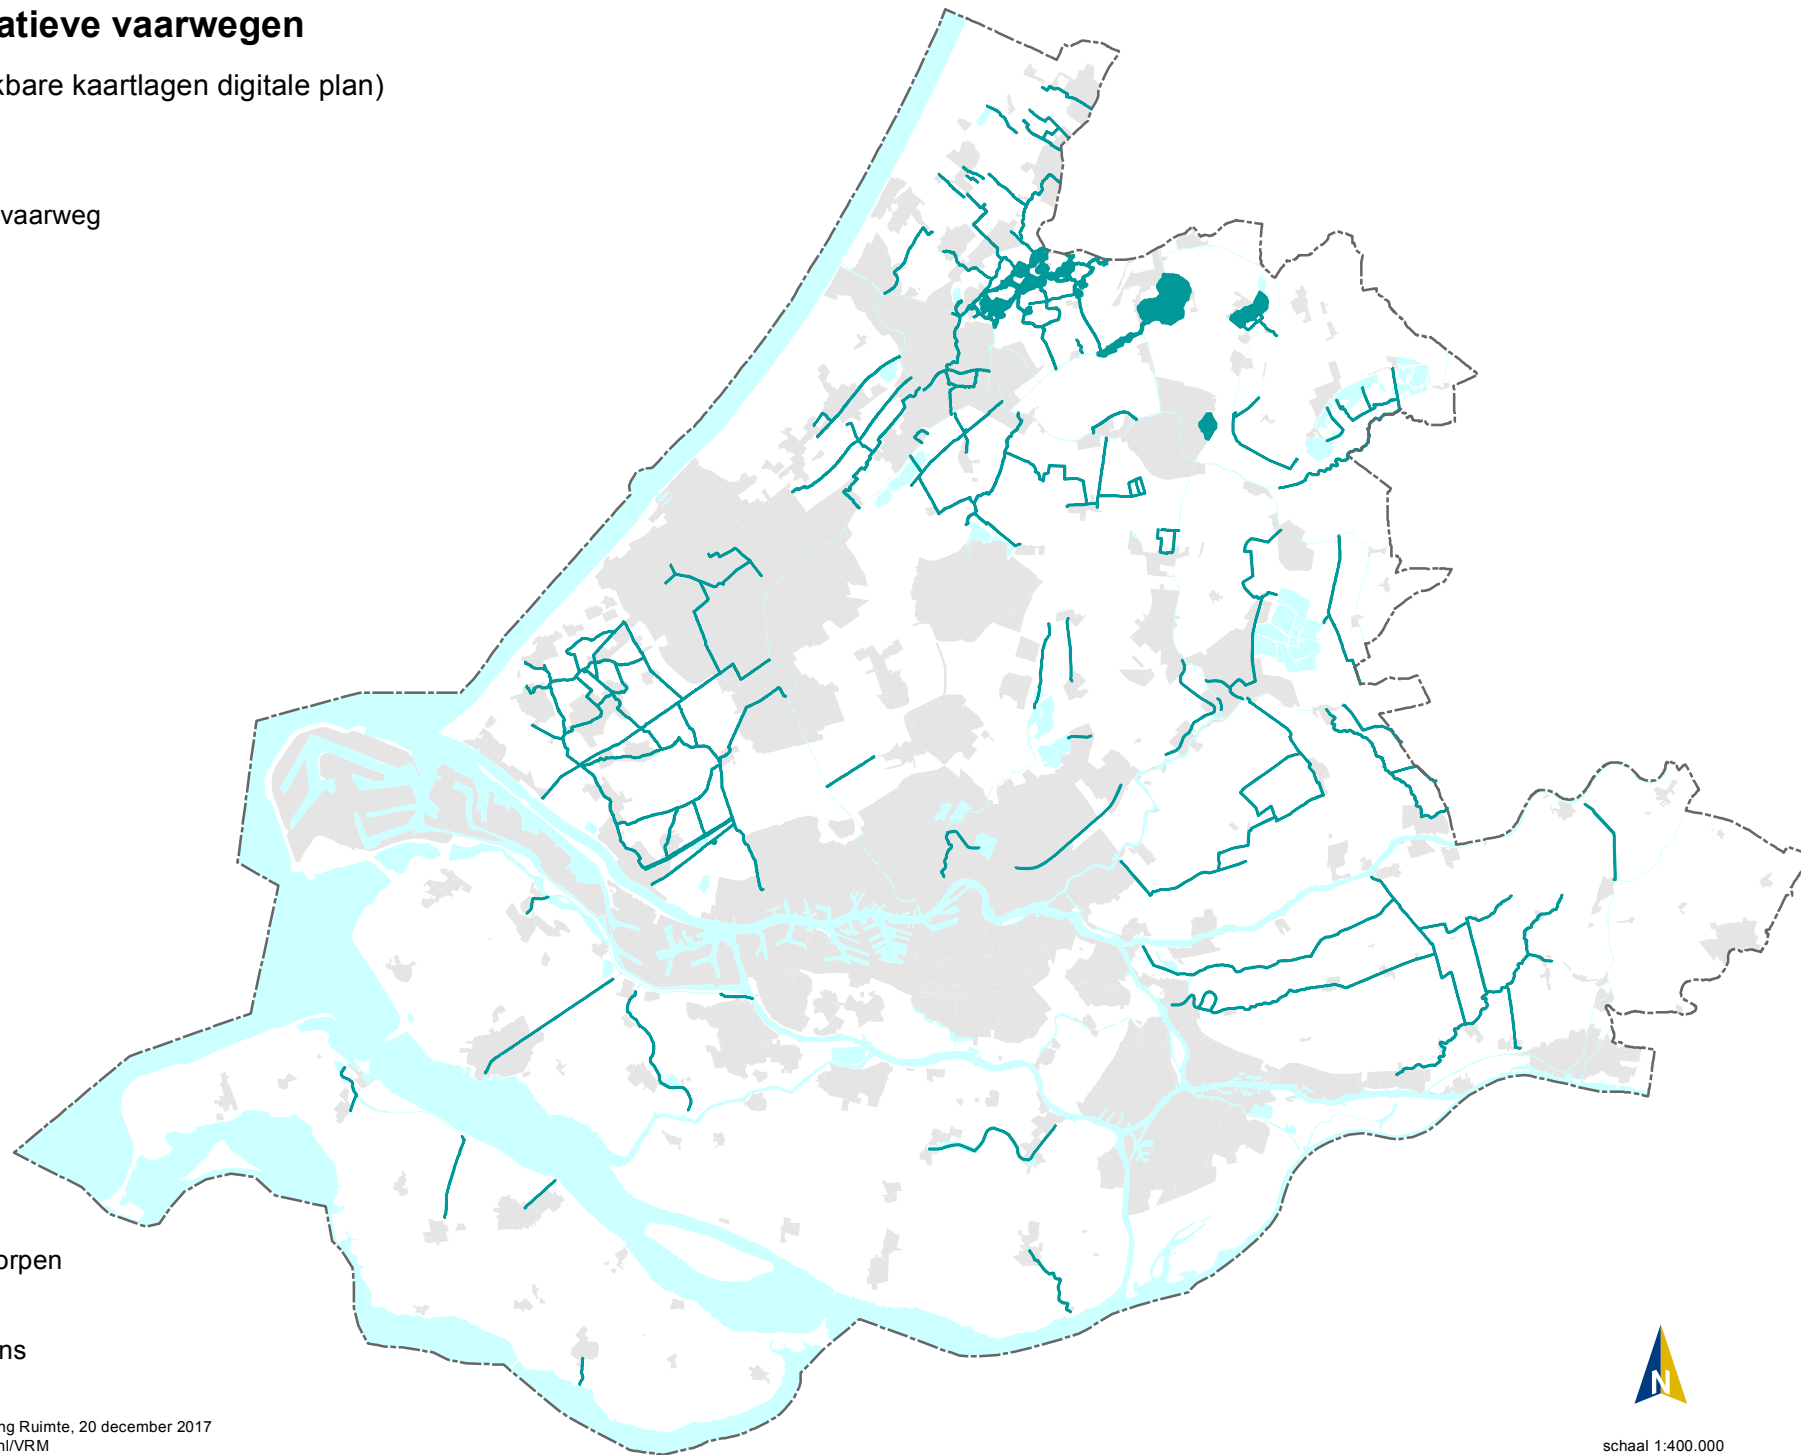 atieve vaarwegen
kbare kaartlagen digitale plan)
vaarweg
orpen
ns
ng Ruimte, 20 december 2017
nl/VRM
N
schaal 1:400.000